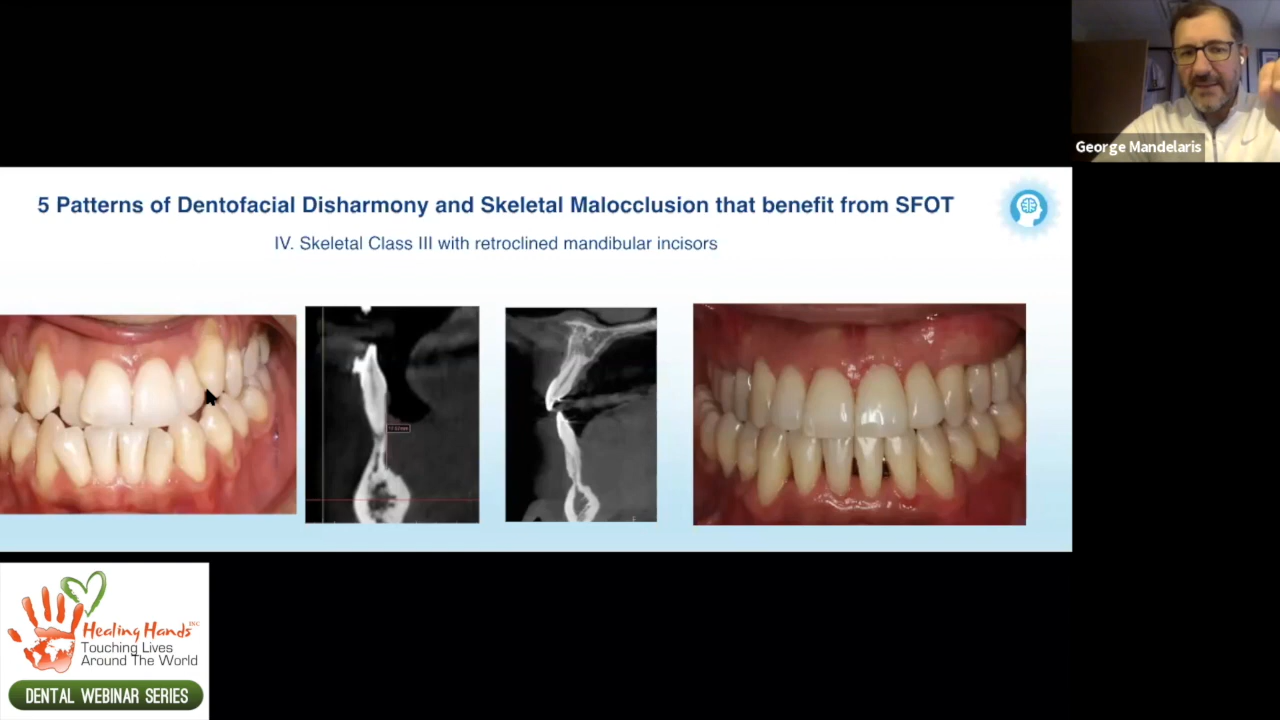 George Mandelaris
5 Patterns of Dentofacial Disharmony and Skeletal Malocclusion that benefit from SFOT
IV. Skeletal Class III with retroclined mandibular incisors
Healing Hands INC
Touching Lives
Around The World
DENTAL WEBINAR SERIES